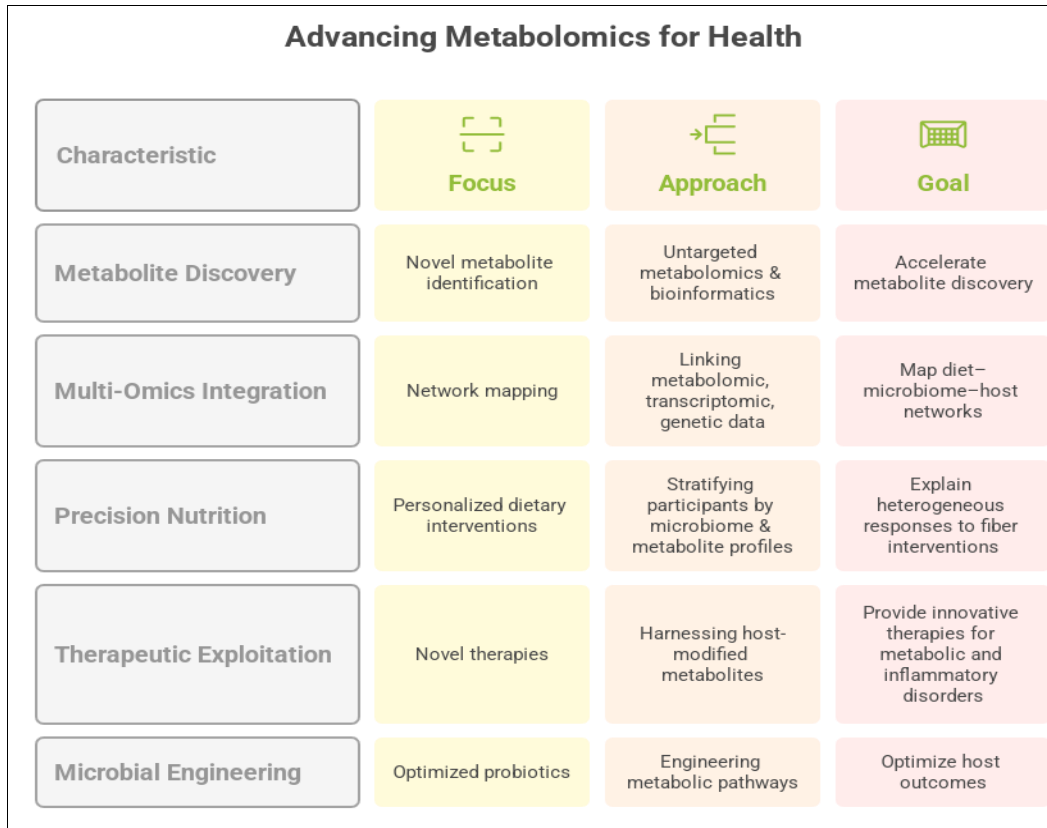 Advancing Metabolomics for Health
Characteristic
Focus
Approach
Goal
Metabolite Discovery
Novel metabolite
identification
Untargeted
metabolomics &
bioinformatics
Accelerate
metabolite discovery
Multi-Omics Integration
Network mapping
Linking
metabolomic,
transcriptomic,
genetic data
Map diet–
microbiome–host
networks
Precision Nutrition
Personalized dietary
interventions
Stratifying
participants by
microbiome &
metabolite profiles
Explain
heterogeneous
responses to fiber
interventions
Therapeutic Exploitation
Novel therapies
Harnessing host-
modified
metabolites
Provide innovative
therapies for
metabolic and
inflammatory
disorders
Microbial Engineering
Optimized probiotics
Engineering
metabolic pathways
Optimize host
outcomes